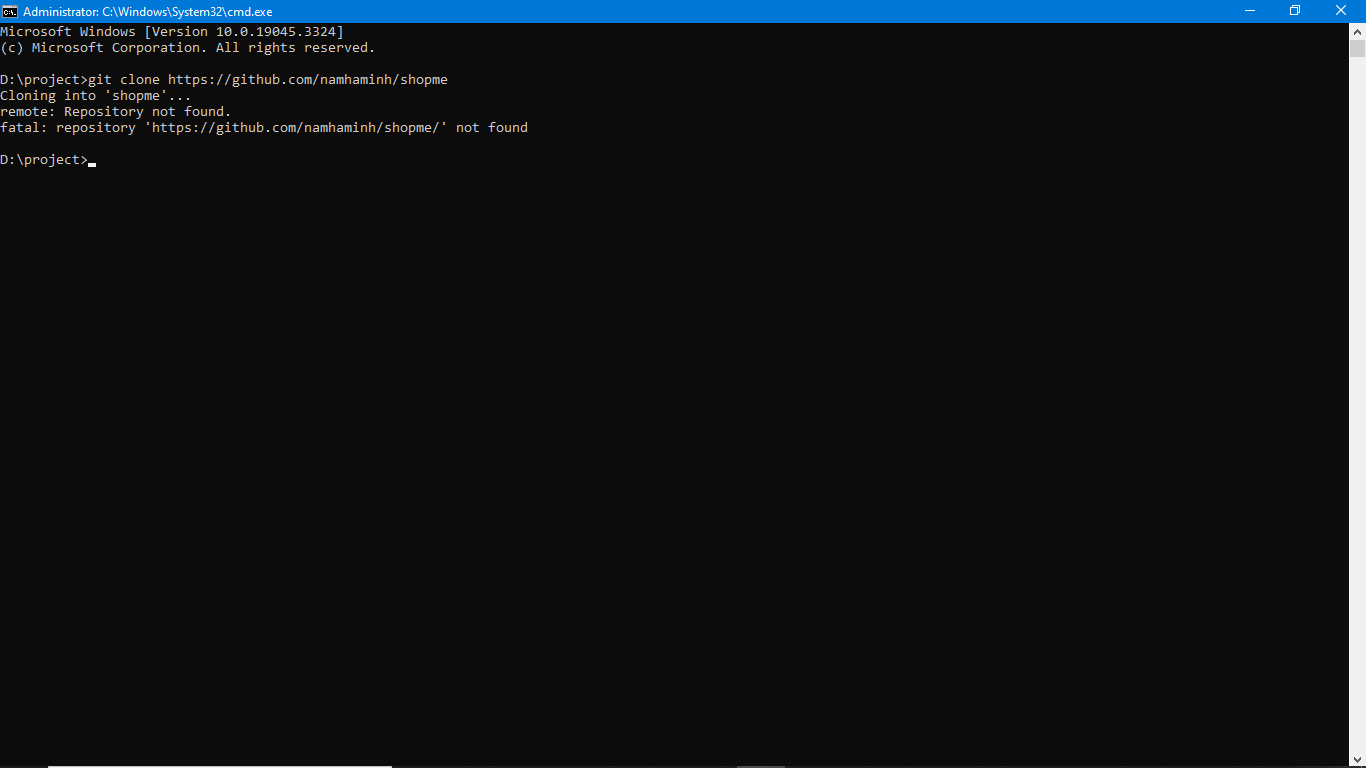 Administrator: C:\Windows\System32\cmd.exe
Microsoft Windows [Version 10.0.19045.3324]
(c) Microsoft Corporation. All rights reserved.
D:\project>git clone https://github.com/namhaminh/shopme
Cloning into 'shopme'...
remote: Repository not found.
fatal: repository 'https://github.com/namhaminh/shopme/' not found
D:\project>